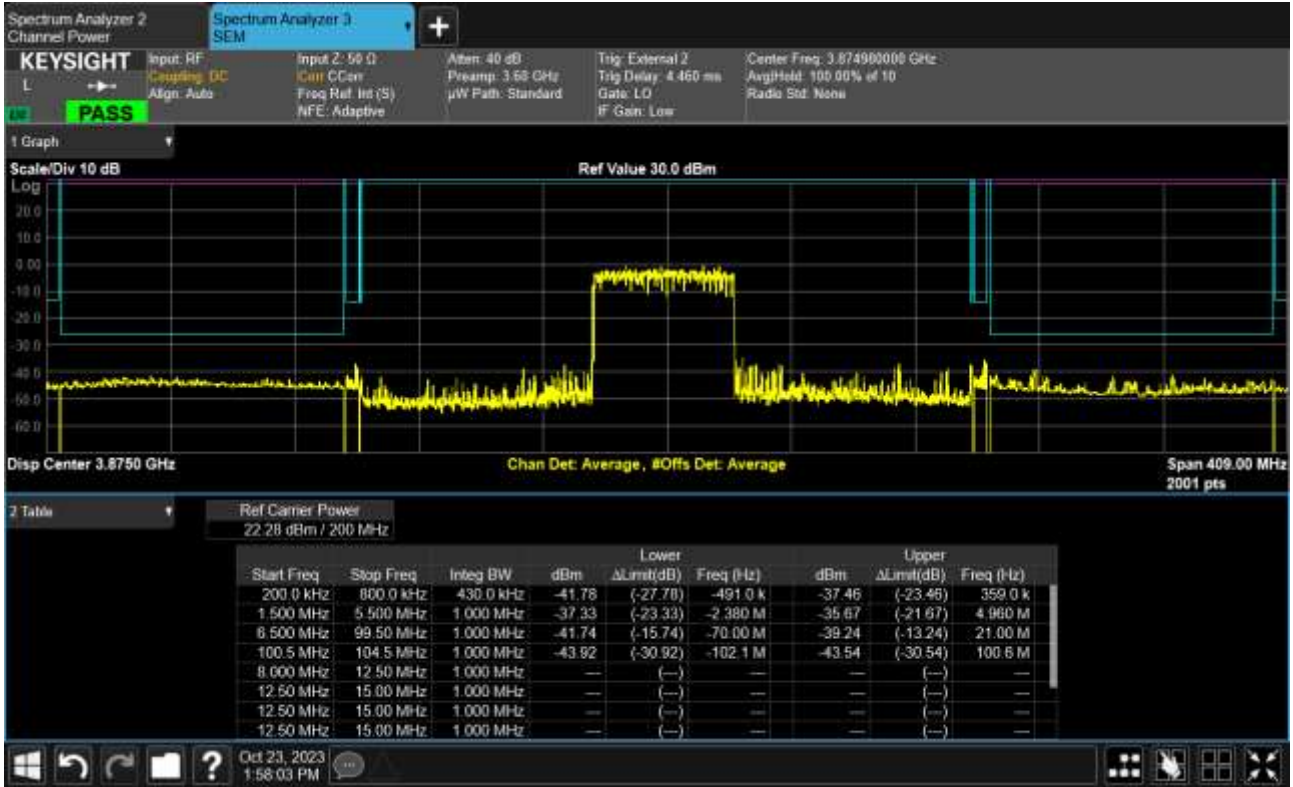 Spectrum Analyzer 2
Channel Power
Spectrum Analyzer 3
SEM
KEYSIGHT
L
PASS
Input: RF
Coupling: DC
Align: Auto
Input Z: 50 Ω
Corr CCorr
Freq Ref: Int (S)
NFE: Adaptive
Atten: 40 dB
Preamp: 3.60 GHz
µW Path: Standard
Trig: External 2
Trig Delay: 4.460 ms
Gate: LO
IF Gain: Low
Center Freq: 3.874980000 GHz
Avg|Hold: 100.00% of 10
Radio Std: None
1 Graph
Scale/Div 10 dB
Ref Value 30.0 dBm
Log
20.0
10.0
0.00
-10.0
-20.0
-30.0
-40.0
-50.0
-60.0
Disp Center 3.8750 GHz
Chan Det: Average, #Offs Det: Average
Span 409.00 MHz
2001 pts
2 Table
Ref Carrier Power
22.28 dBm / 200 MHz
Lower Upper
Start Freq Stop Freq Integ BW dBm ΔLimit(dB) Freq (Hz) dBm ΔLimit(dB) Freq (Hz)
200.0 kHz 800.0 kHz 430.0 kHz -41.78 (-27.78) -491.0 k -37.46 (-23.46) 359.0 k
1.500 MHz 5.500 MHz 1.000 MHz -37.33 (-23.33) -2.380 M -35.67 (-21.67) 4.960 M
6.500 MHz 99.50 MHz 1.000 MHz -41.74 (-15.74) -70.00 M -39.24 (-13.24) 21.00 M
100.5 MHz 104.5 MHz 1.000 MHz -43.92 (-30.92) -102.1 M -43.54 (-30.54) 100.6 M
8.000 MHz 12.50 MHz 1.000 MHz --- (---) --- --- (---) ---
12.50 MHz 15.00 MHz 1.000 MHz --- (---) --- --- (---) ---
12.50 MHz 15.00 MHz 1.000 MHz --- (---) --- --- (---) ---
12.50 MHz 15.00 MHz 1.000 MHz --- (---) --- --- (---) ---
Oct 23, 2023
1:58:03 PM